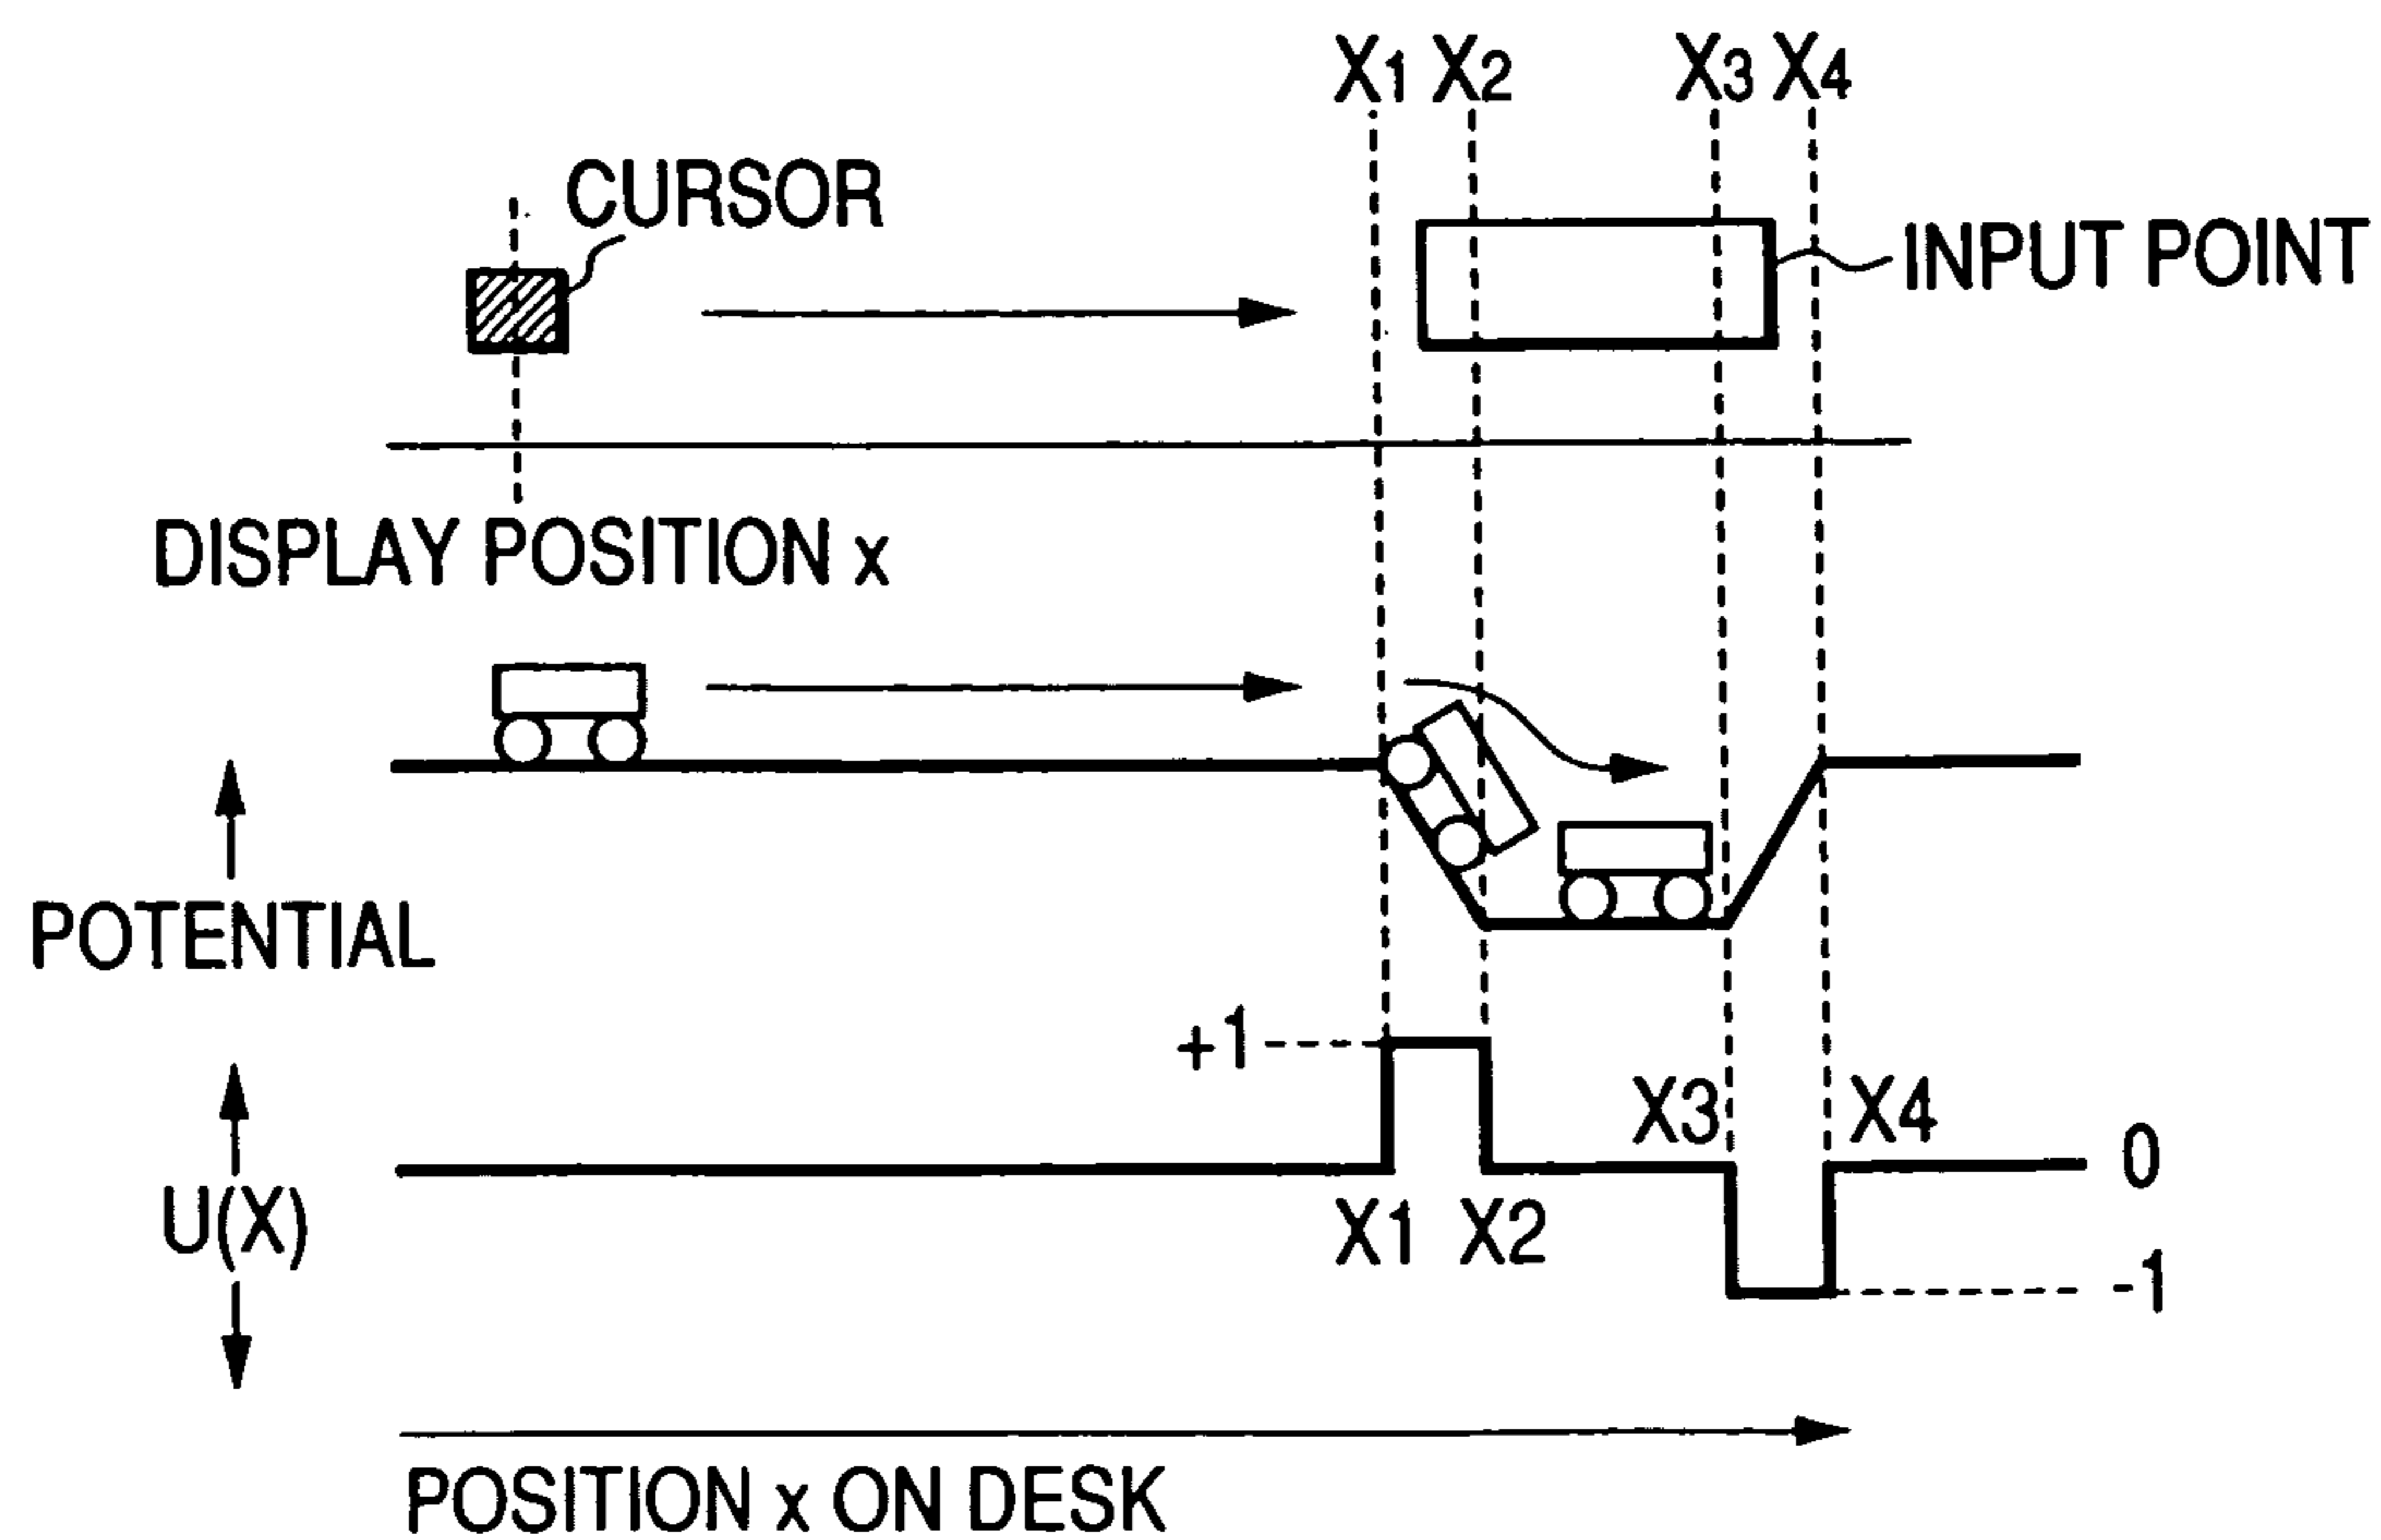 X1 X2 X3 X4
CURSOR
INPUT POINT
DISPLAY POSITION x
POTENTIAL
+1
X3 X4
0
U(X)
X1 X2
-1
POSITION x ON DESK